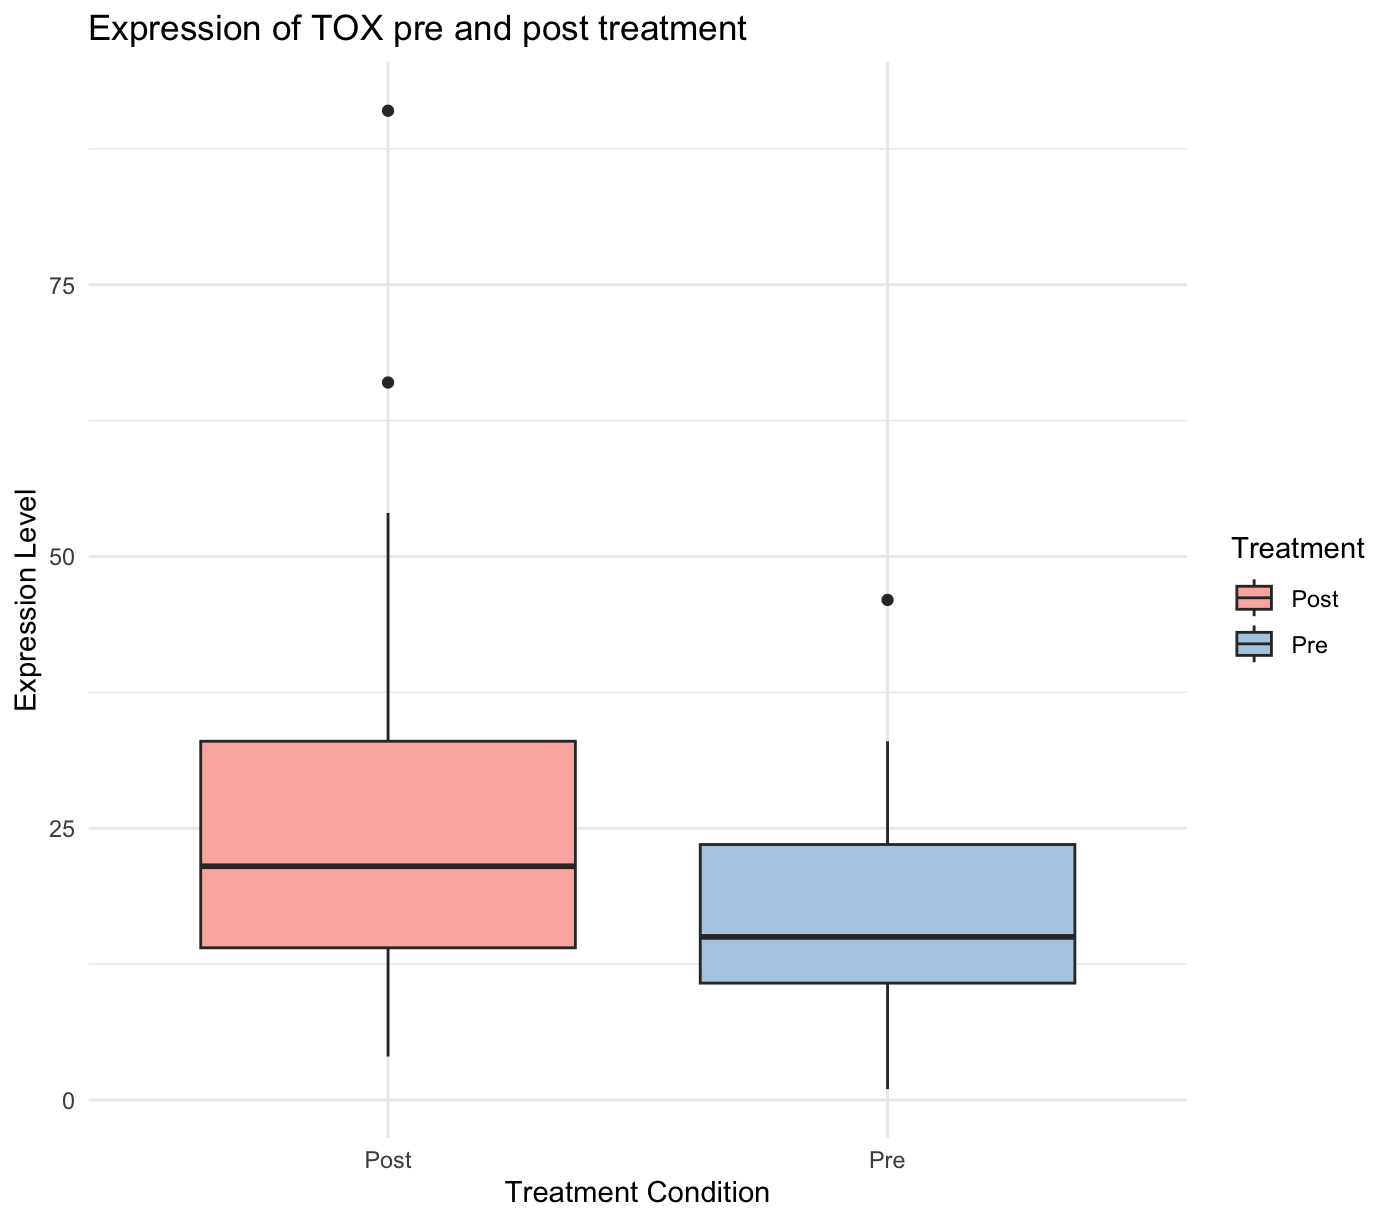 Expression of TOX pre and post treatment
Expression Level
75
50
25
0
Post
Pre
Treatment Condition
Treatment
Post
Pre